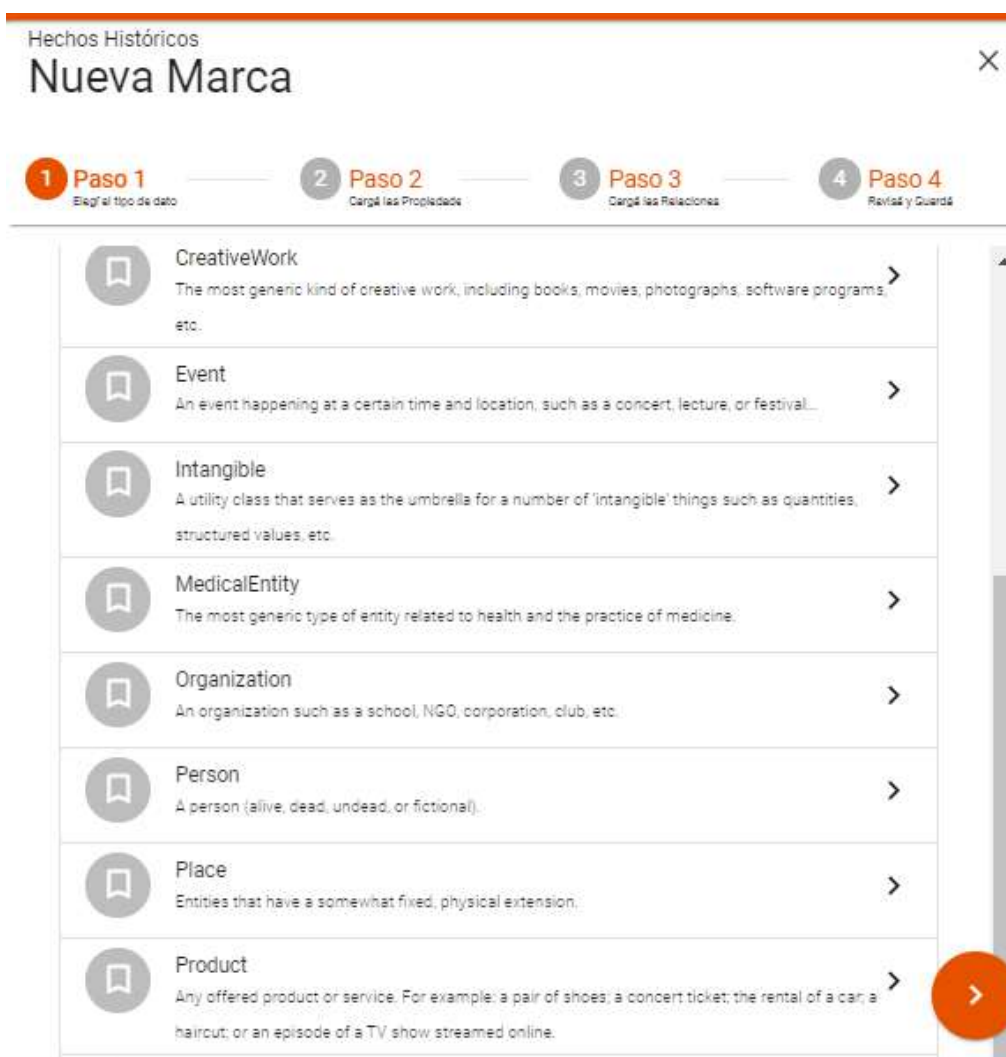 Hechos Históricos
Nueva Marca
1 Paso 1
Elegí el tipo de dato
2 Paso 2
Cargá las Propiedade
3 Paso 3
Cargá las Relaciones
4 Paso 4
Revisá y Guardá
CreativeWork
The most generic kind of creative work, including books, movies, photographs, software programs,
etc.
Event
An event happening at a certain time and location, such as a concert, lecture, or festival...
Intangible
A utility class that serves as the umbrella for a number of 'intangible' things such as quantities,
structured values, etc.
MedicalEntity
The most generic type of entity related to health and the practice of medicine.
Organization
An organization such as a school, NGO, corporation, club, etc.
Person
A person (alive, dead, undead, or fictional).
Place
Entities that have a somewhat fixed, physical extension.
Product
Any offered product or service. For example: a pair of shoes; a concert ticket; the rental of a car; a
haircut; or an episode of a TV show streamed online.